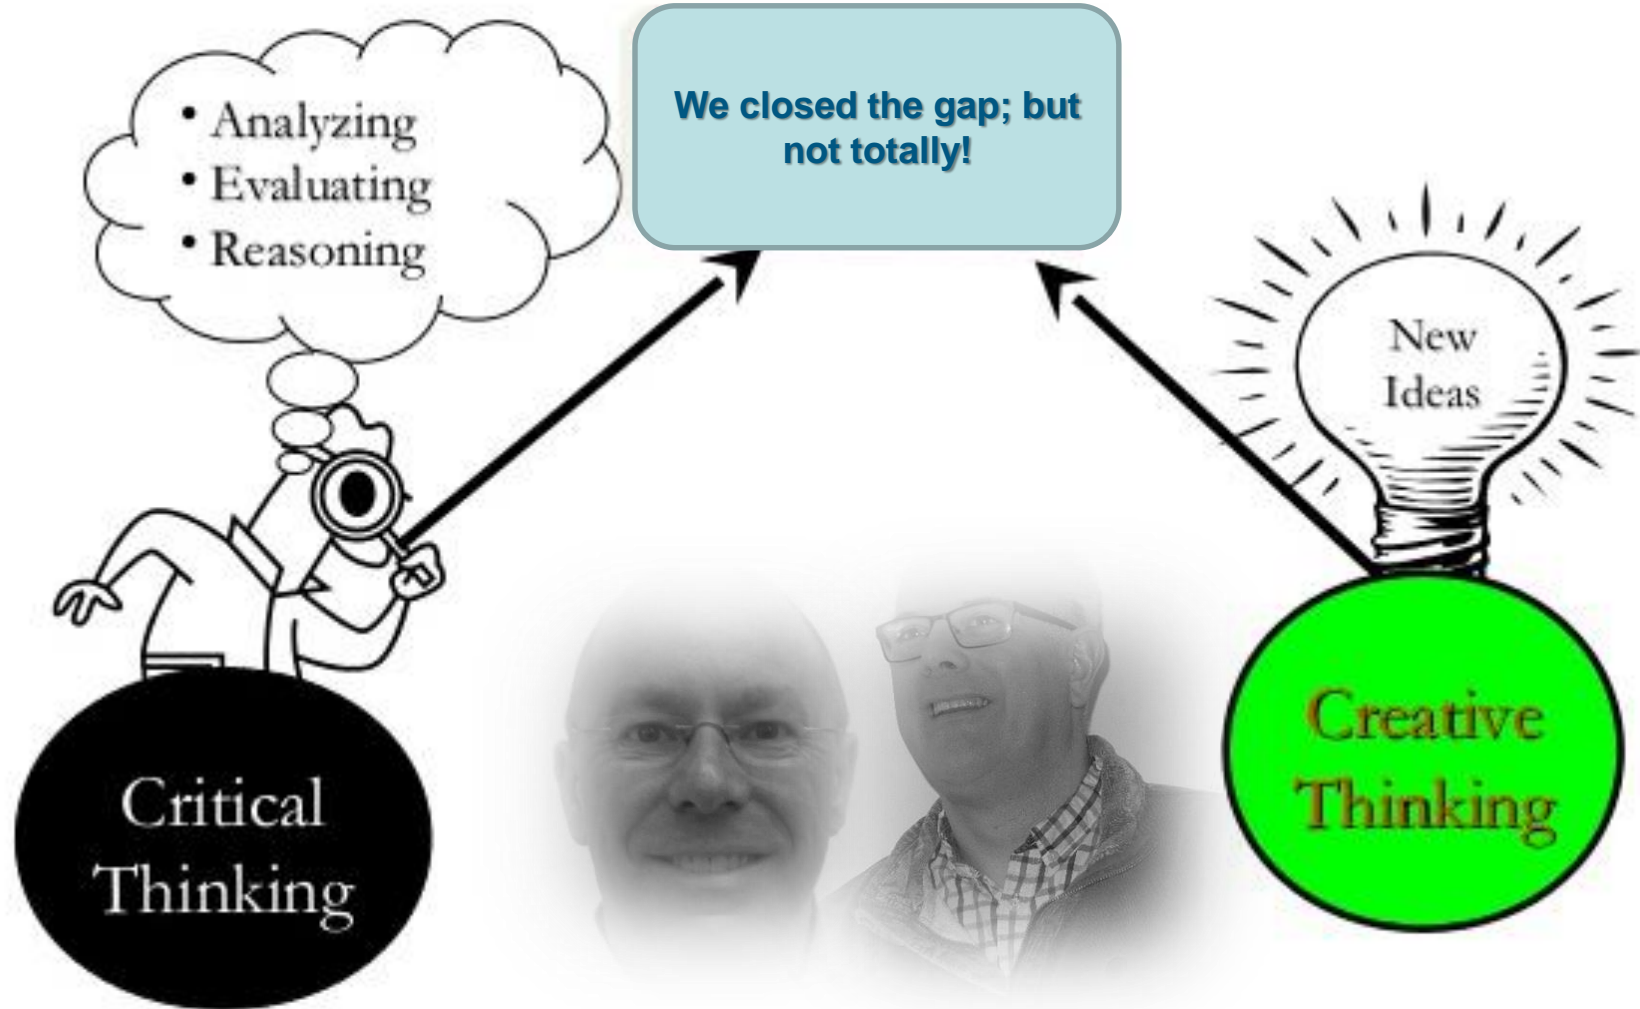 • Analyzing
• Evaluating
• Reasoning
We closed the gap; but
not totally!
New
Ideas
Critical
Thinking
Creative
Thinking